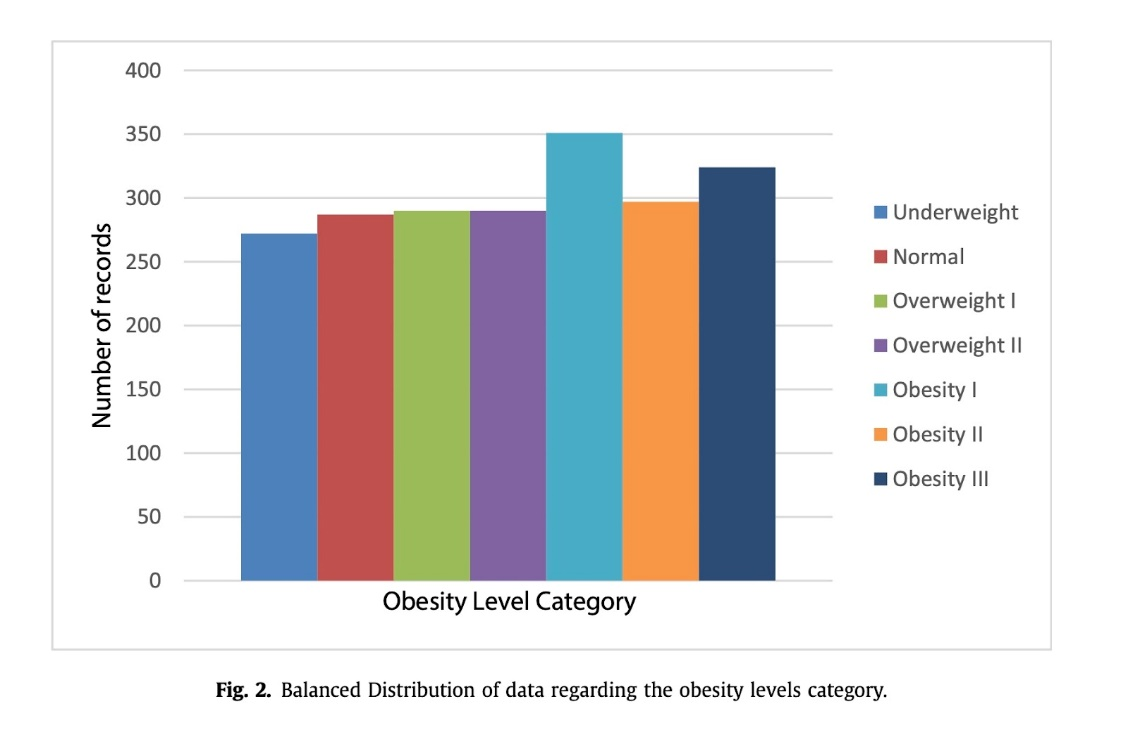 400
350
300
250
200
150
100
50
0
Number of records
Obesity Level Category
Underweight
Normal
Overweight I
Overweight II
Obesity I
Obesity II
Obesity III
Fig. 2. Balanced Distribution of data regarding the obesity levels category.